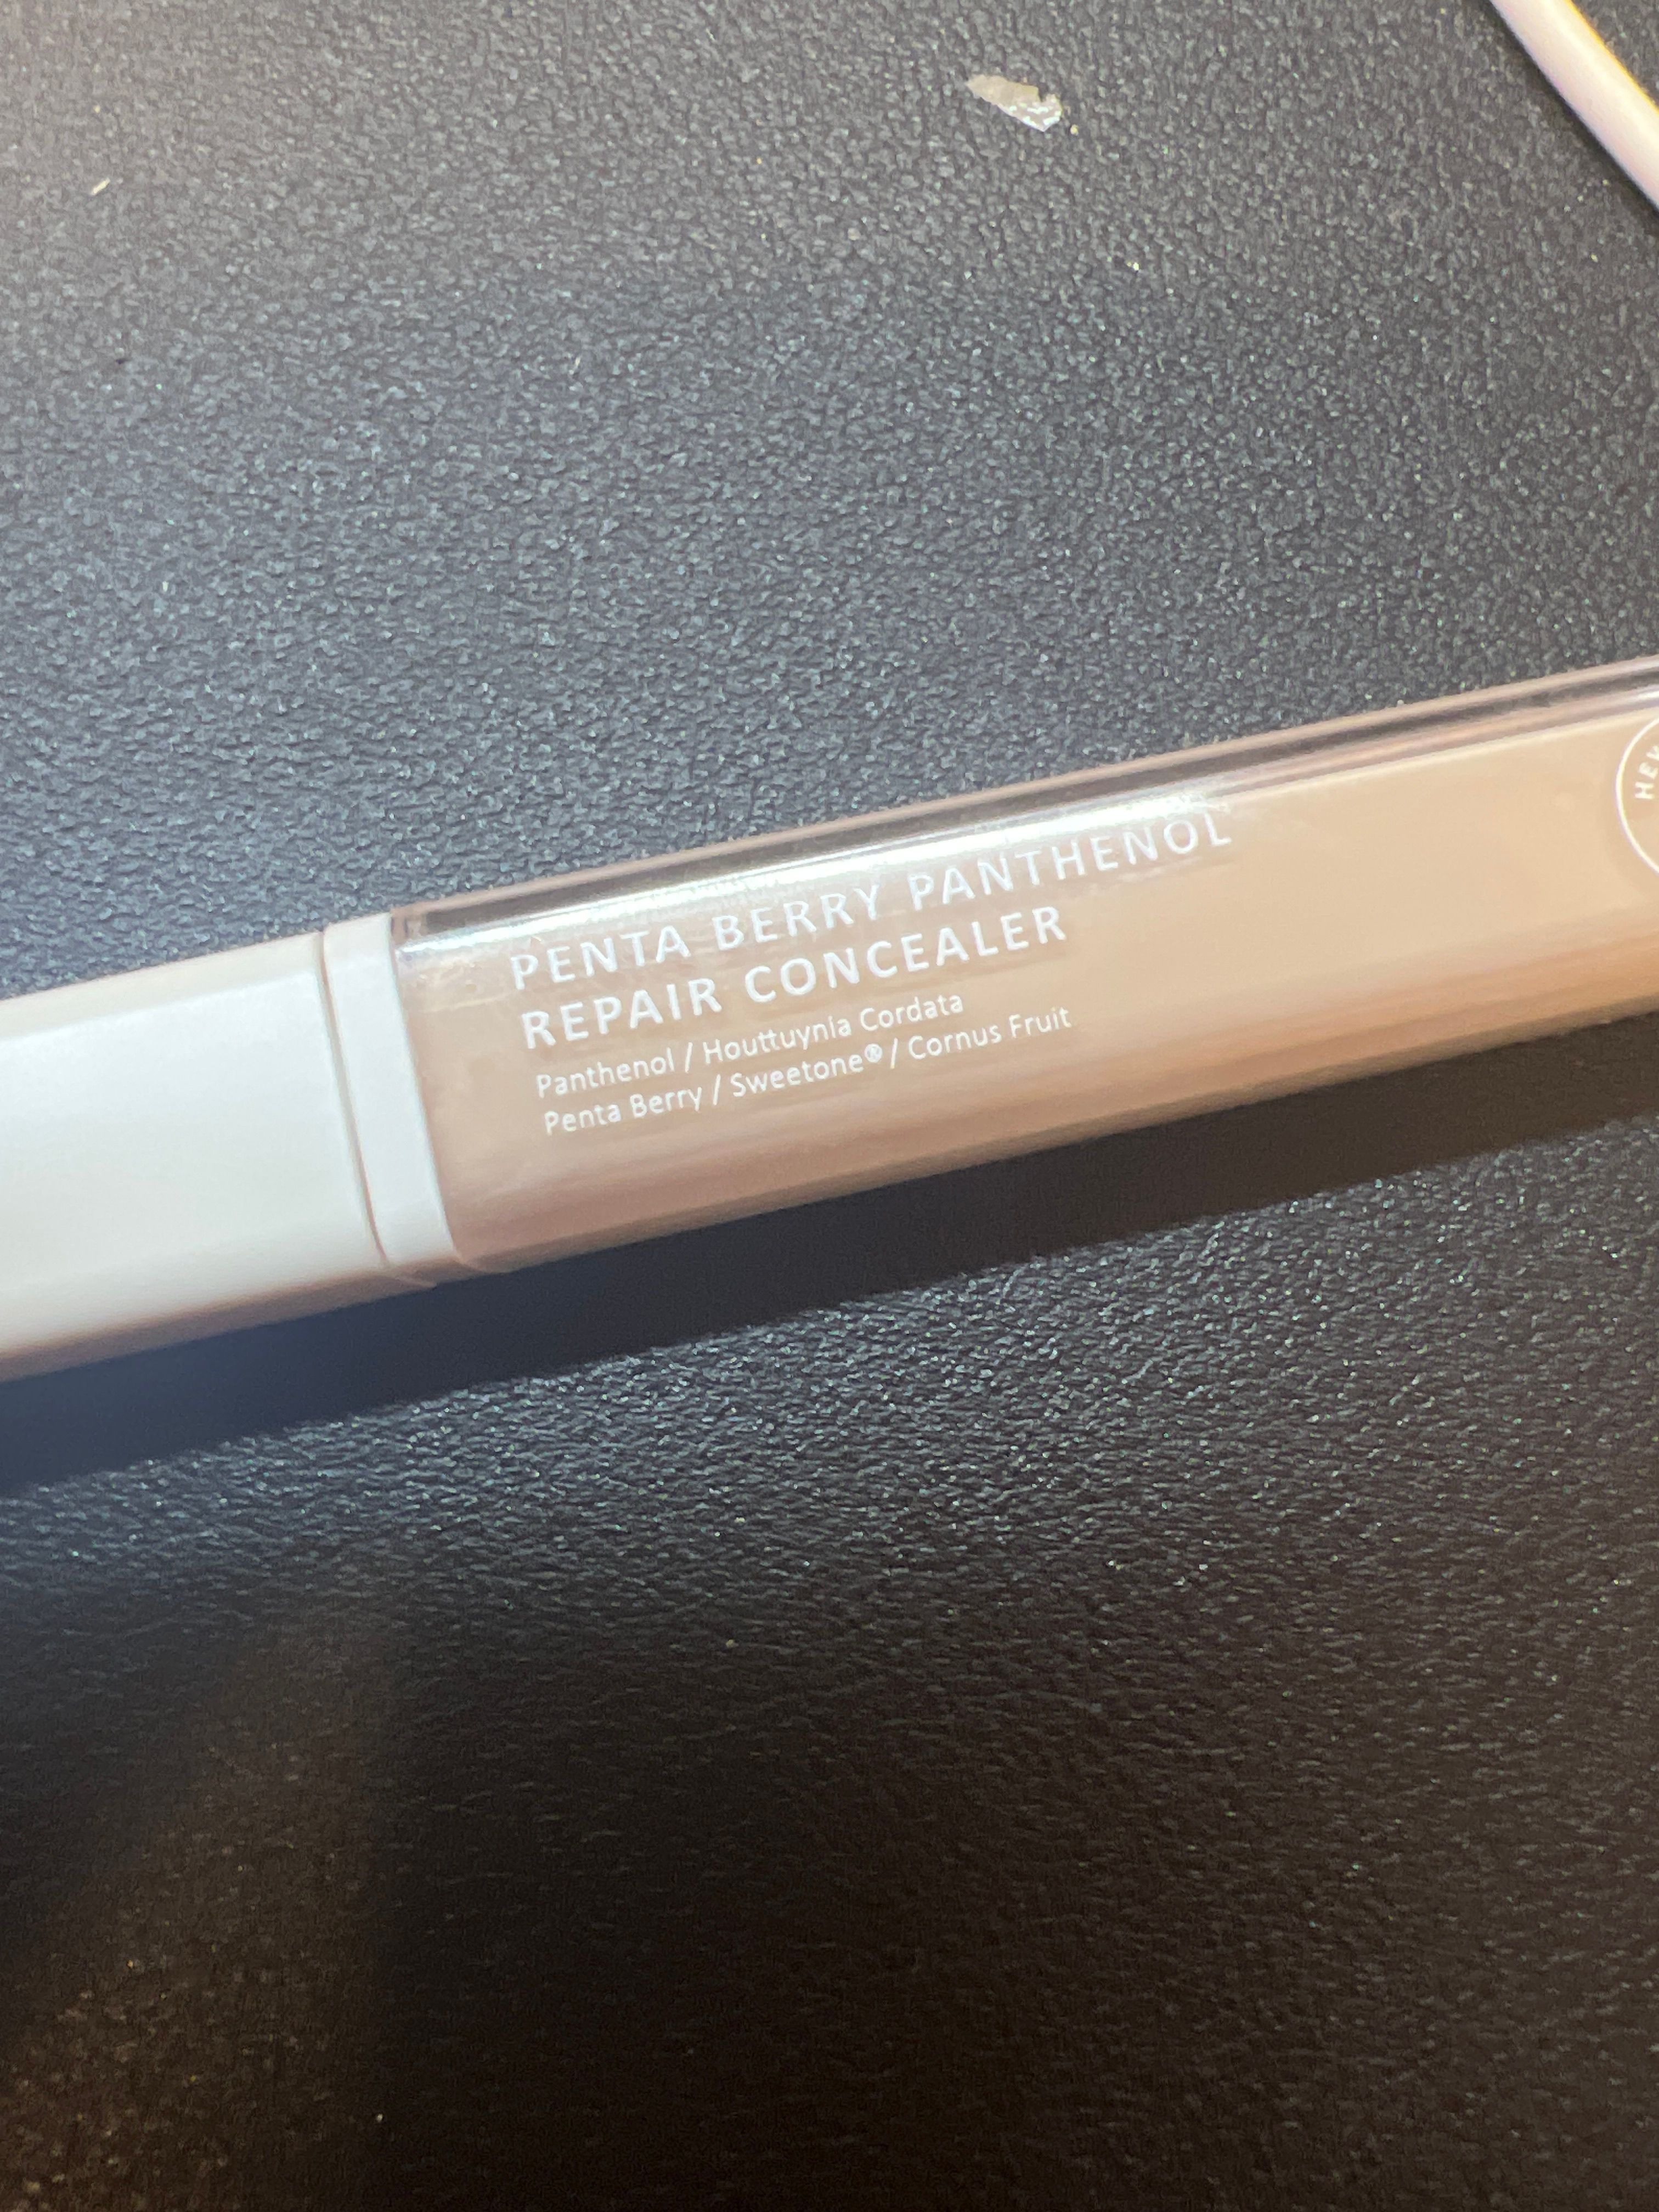 PENTA BERRY PANTHENOL
REPAIR CONCEALER
Panthenol / Houttuynia Cordata
Penta Berry / Sweetone® / Cornus Fruit